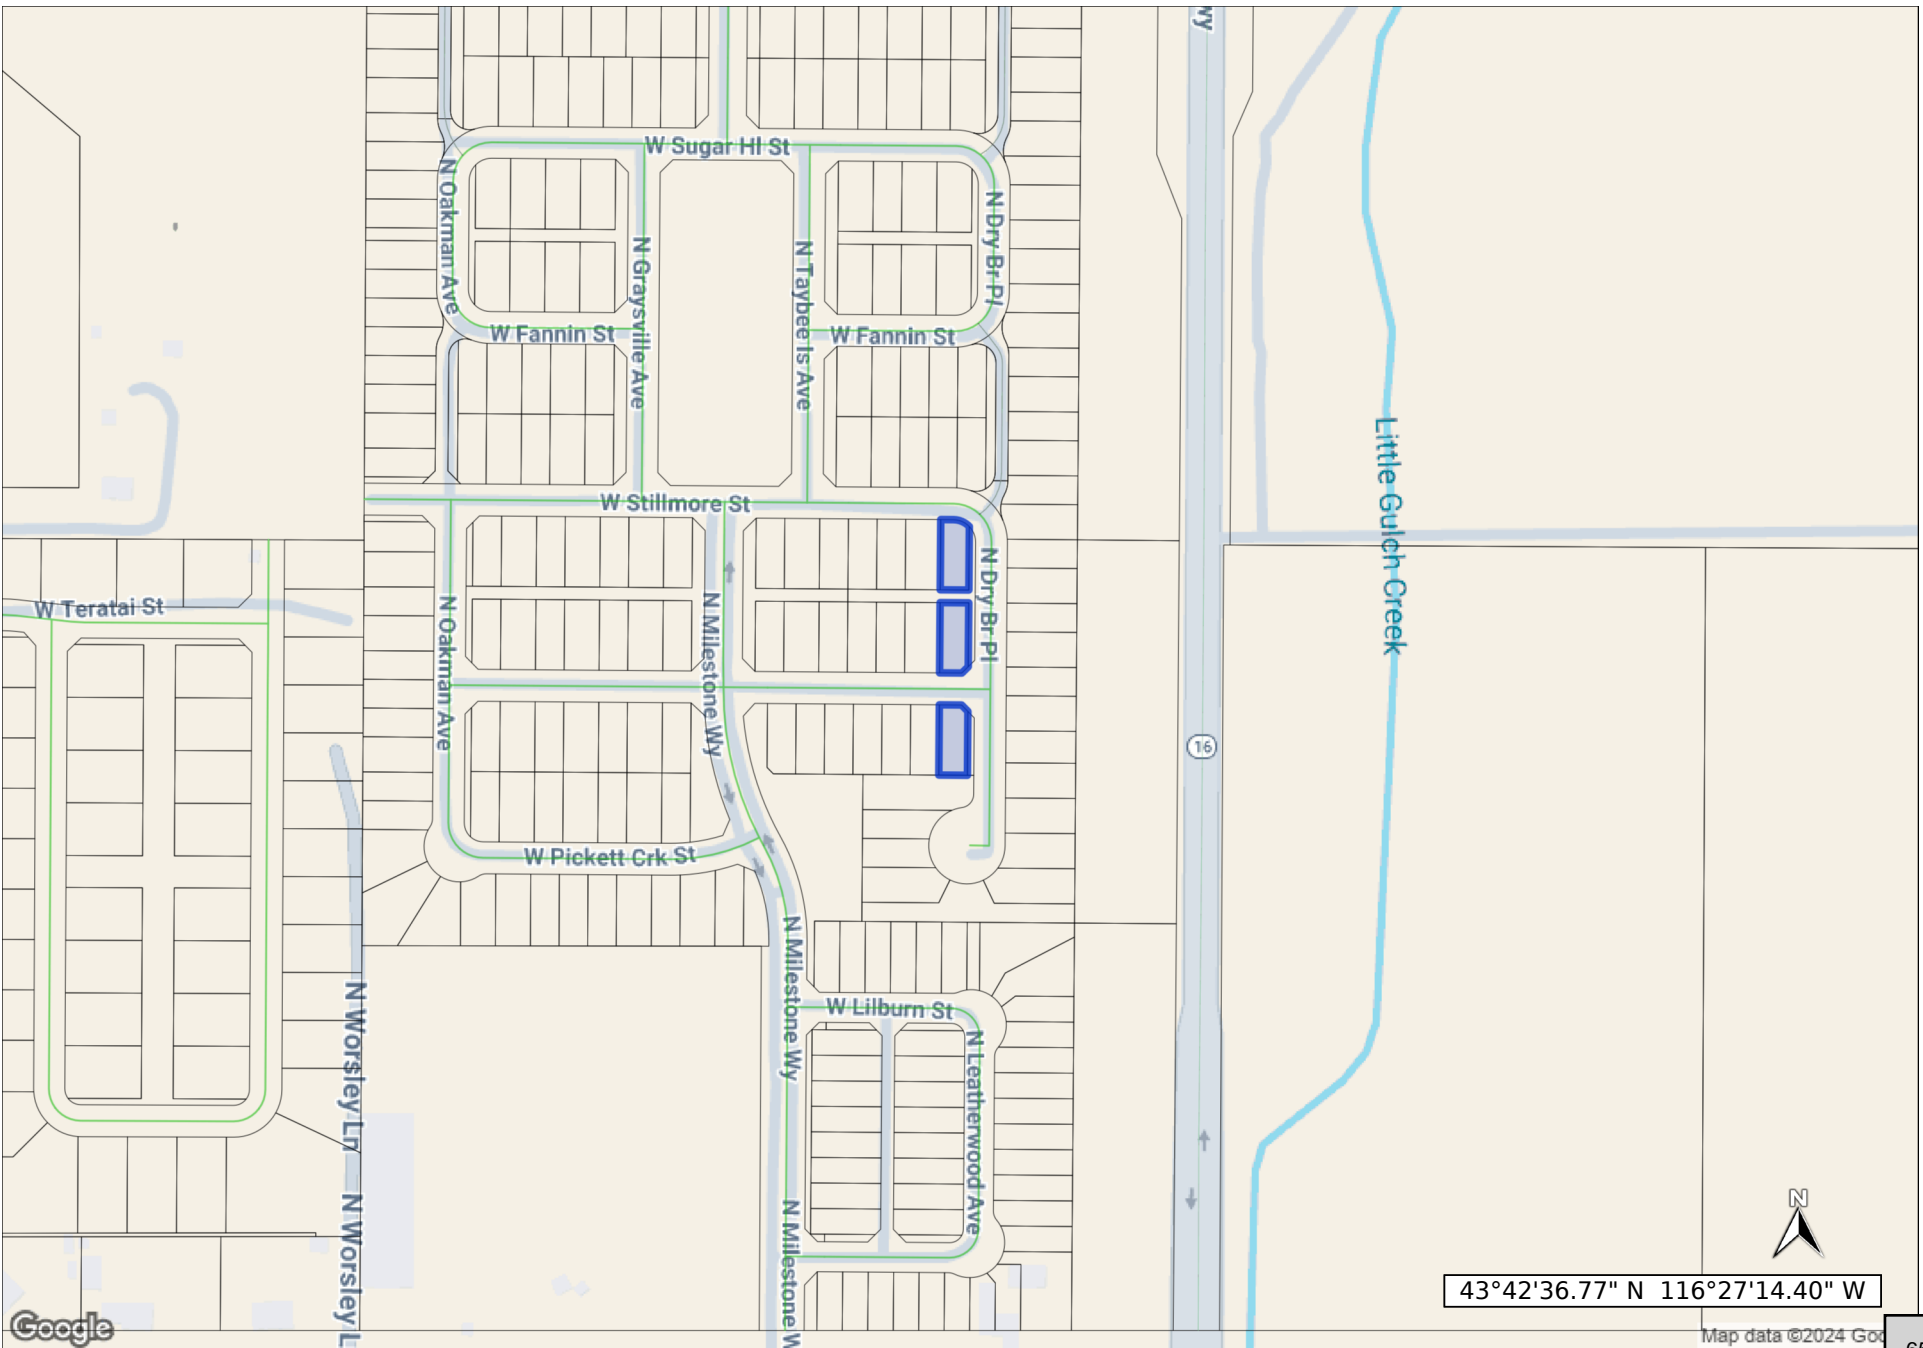 wy
W Sugar Hl St
N Oakman Ave
N Graysville Ave
N Taybee Is Ave
N Dry Br Pl
W Fannin St
W Fannin St
Little Gulch Creek
W Stillmore St
N Dry Br Pl
W Teratai St
N Oakman Ave
N Milestone Wy
16
W Pickett Crk St
N Milestone Wy
N Worsley Ln
W Lilburn St
N Leatherwood Ave
N Worsley L
N Milestone W
N
43°42'36.77" N 116°27'14.40" W
Google
Map data ©2024 Goo